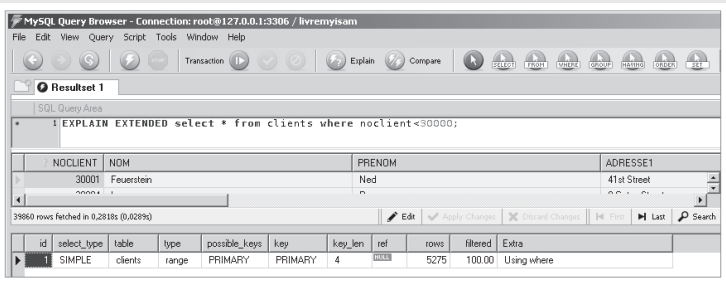 MySQL Query Browser - Connection: root@127.0.0.1:3306 / livremyisam
File Edit View Query Script Tools Window Help
Transaction Explain Compare SELECT FROM WHERE GROUP HAVING ORDER SET
Resultset 1
SQL Query Area
1 EXPLAIN EXTENDED select * from clients where noclient<30000;
NOCLIENT NOM PRENOM ADRESSE1
30001 Feuerstein Ned 41st Street
39860 rows fetched in 0,2818s (0,0289s) Edit Apply Changes Discard Changes First Last Search
id select_type table type possible_keys key key_len ref rows filtered Extra
1 SIMPLE clients range PRIMARY PRIMARY 4 NULL 5275 100.00 Using where